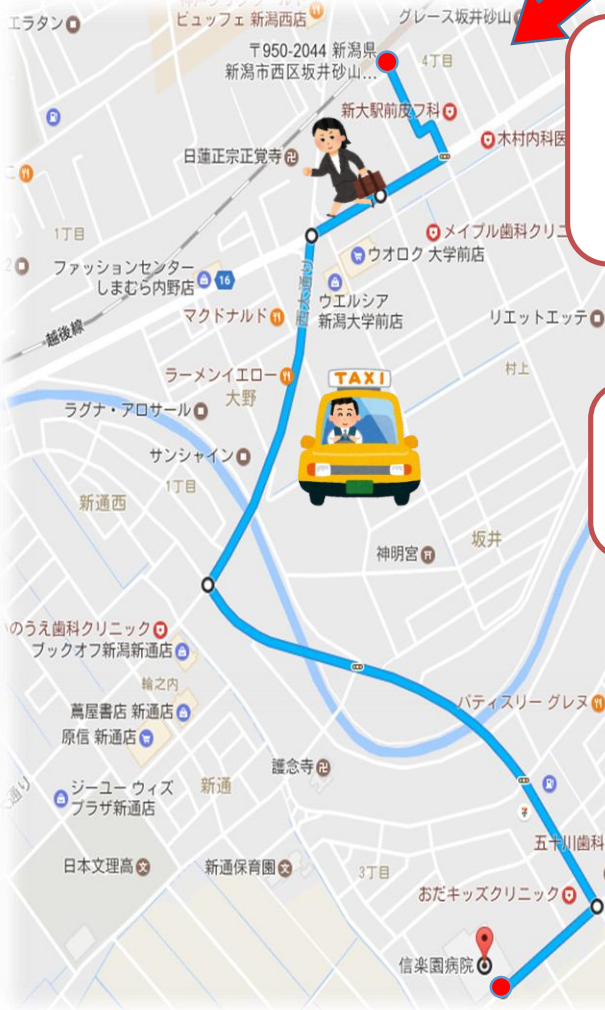 エラタン
ビュッフェ 新潟西店
グレース坂井砂山
〒950-2044 新潟県
新潟市西区坂井砂山...
4丁目
新大駅前皮フ科
木村内科医
日蓮正宗正覚寺
1丁目
メイプル歯科クリニ
ウオロク 大学前店
ファッションセンター
しまむら内野店
16
西大通り
ウエルシア
新潟大学前店
マクドナルド
リエットエッテ
越後線
村上
ラーメンイエロー
TAXI
大野
ラグナ・アロサール
サンシャイン
1丁目
新通西
坂井
神明宮
のうえ歯科クリニック
ブックオフ新潟新通店
輪之内
パティスリー グレヌ
蔦屋書店 新通店
原信 新通店
護念寺
ジーユー ウィズ
プラザ新通店
新通
通り
五十川歯科
日本文理高
文
新通保育園
文
3丁目
おだキッズクリニック
信楽園病院